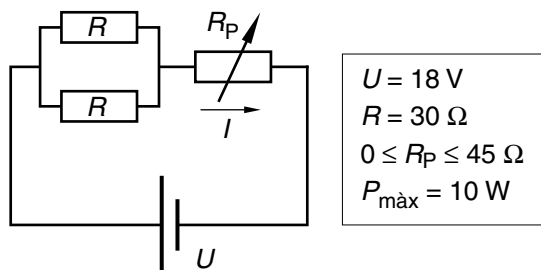 R
R_P
R
I
U
U = 18 V
R = 30 Ω
0 ≤ R_P ≤ 45 Ω
P_màx = 10 W